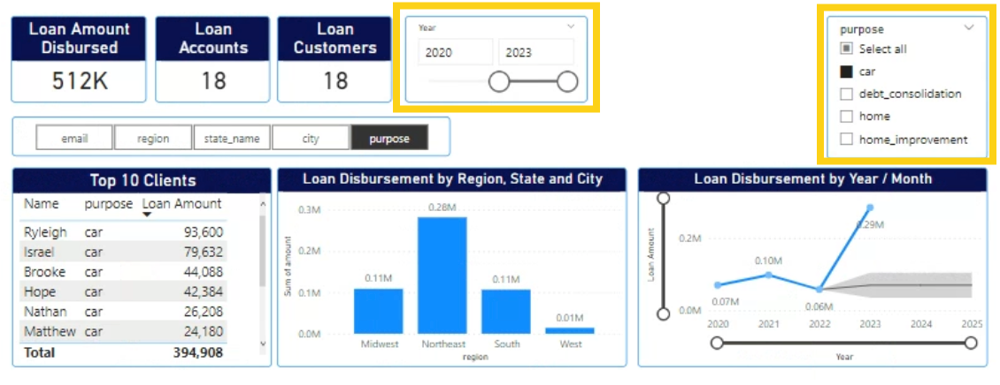 Loan Amount
Disbursed
512K
Loan
Accounts
18
Loan
Customers
18
Year
2020 2023
purpose
Select all
car
debt_consolidation
home
home_improvement
email region state_name city purpose
Top 10 Clients
Name purpose Loan Amount
Ryleigh car 93,600
Israel car 79,632
Brooke car 44,088
Hope car 42,384
Nathan car 26,208
Matthew car 24,180
Total 394,908
Loan Disbursement by Region, State and City
Sum of amount
0.3M
0.2M
0.1M
0.0M
0.11M
0.28M
0.11M
0.01M
Midwest Northeast South West
region
Loan Disbursement by Year / Month
Loan Amount
0.2M
0.0M
0.07M
0.10M
0.06M
0.29M
2020 2021 2022 2023 2024 2025
Year